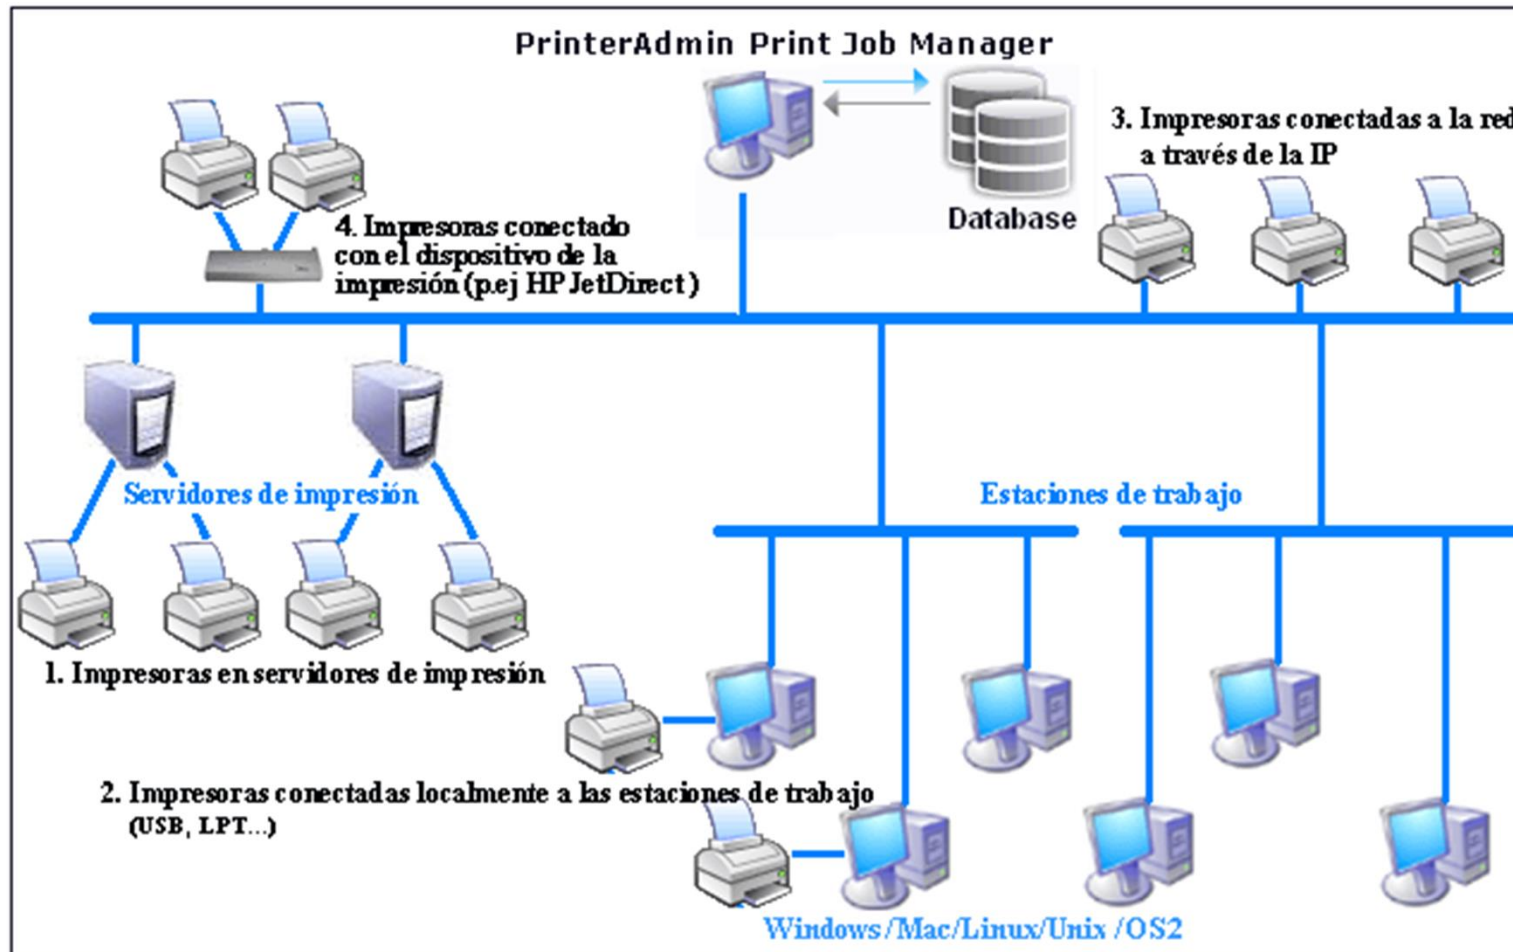 PrinterAdmin Print Job Manager
3. Impresoras conectadas a la red
a través de la IP
Database
4. Impresoras conectado
con el dispositivo de la
impresión (p.ej HP JetDirect )
Servidores de impresión
Estaciones de trabajo
1. Impresoras en servidores de impresión
2. Impresoras conectadas localmente a las estaciones de trabajo
(USB, LPT...)
Windows /Mac/Linux/Unix /OS2